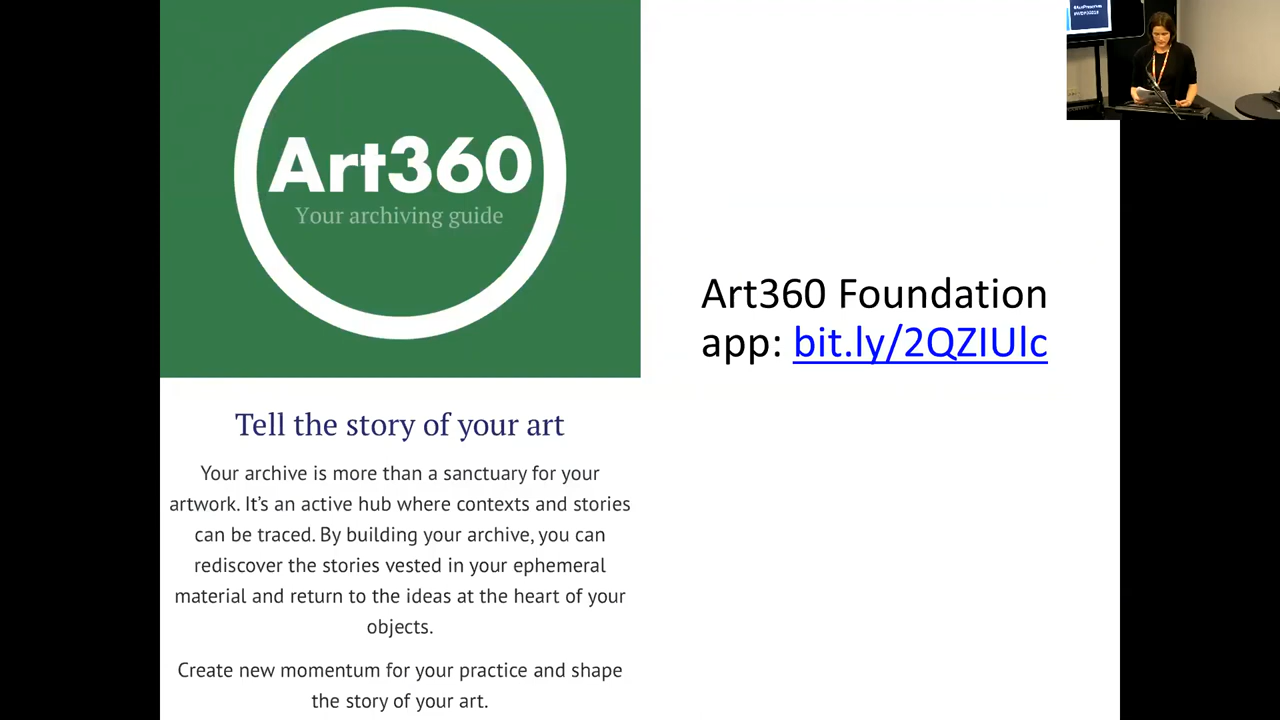 Art360
Your archiving guide
Tell the story of your art
Your archive is more than a sanctuary for your
artwork. It’s an active hub where contexts and stories
can be traced. By building your archive, you can
rediscover the stories vested in your ephemeral
material and return to the ideas at the heart of your
objects.
Create new momentum for your practice and shape
the story of your art.
Art360 Foundation
app: bit.ly/2QZIUlc